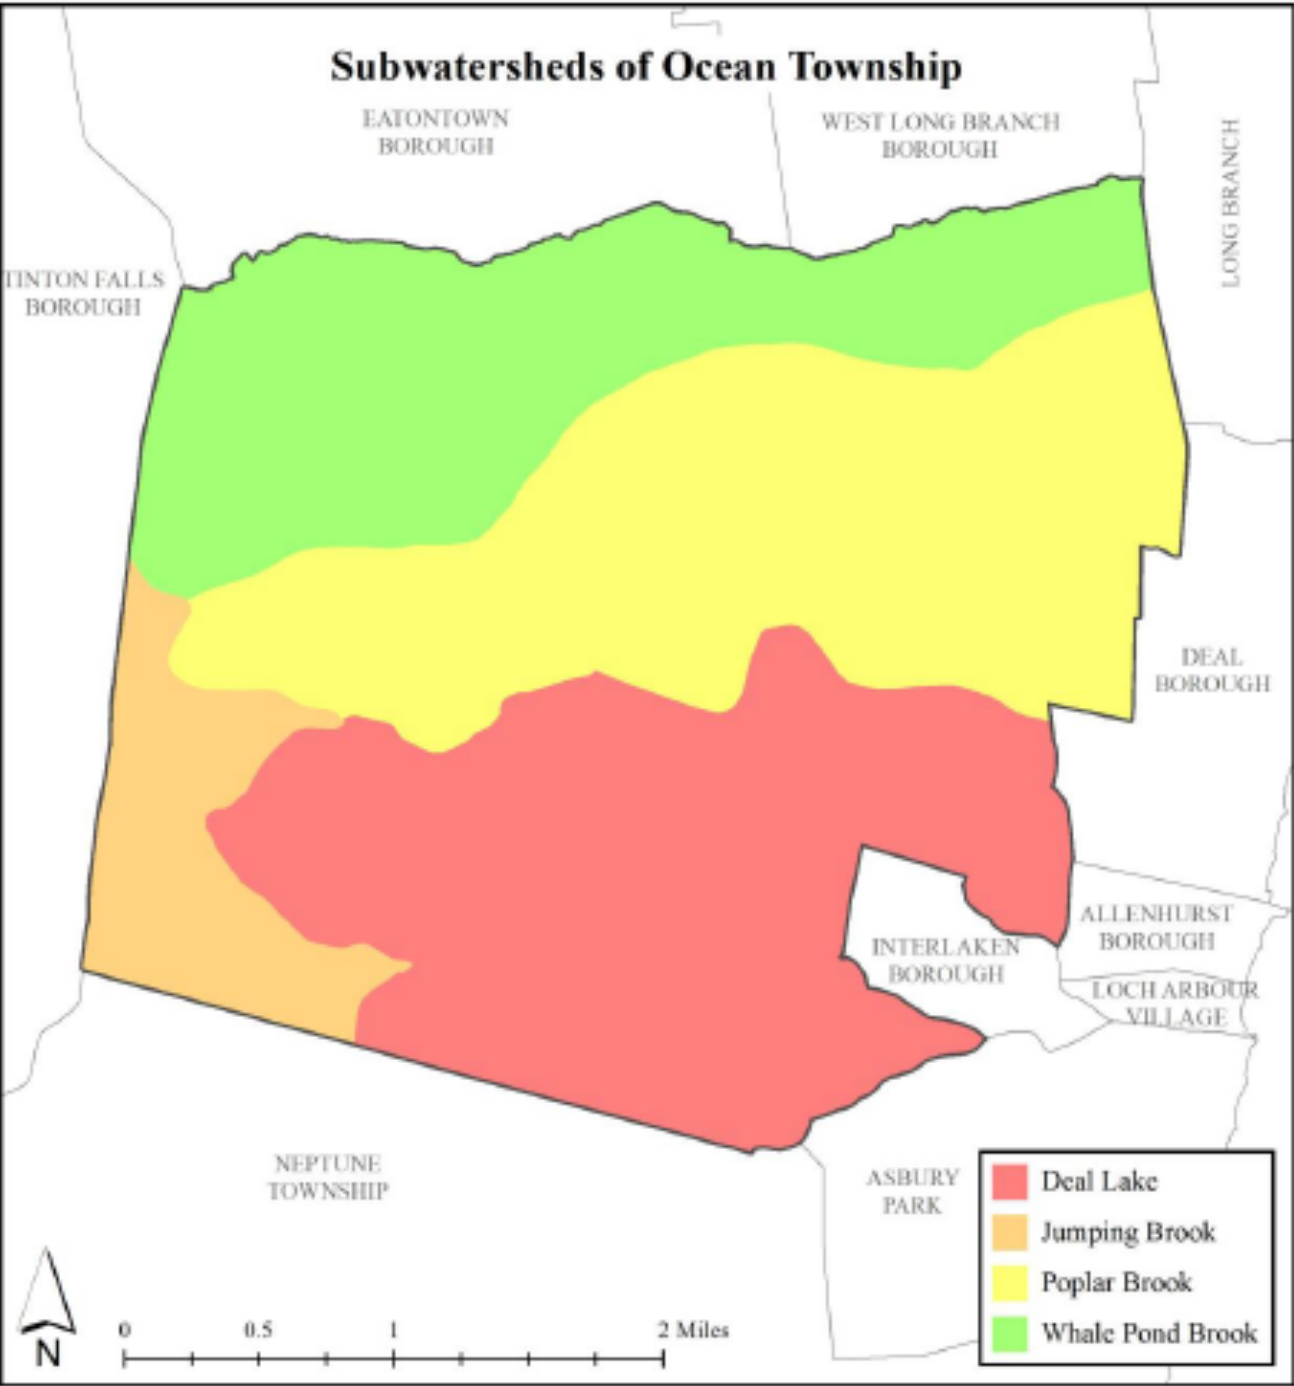 Subwatersheds of Ocean Township
EATONTOWN
BOROUGH
WEST LONG BRANCH
BOROUGH
LONG BRANCH
TINTON FALLS
BOROUGH
DEAL
BOROUGH
ALLENHURST
BOROUGH
INTERLAKEN
BOROUGH
LOCH ARBOUR
VILLAGE
NEPTUNE
TOWNSHIP
ASBURY
PARK
Deal Lake
Jumping Brook
Poplar Brook
Whale Pond Brook
N
0 0.5 1 2 Miles